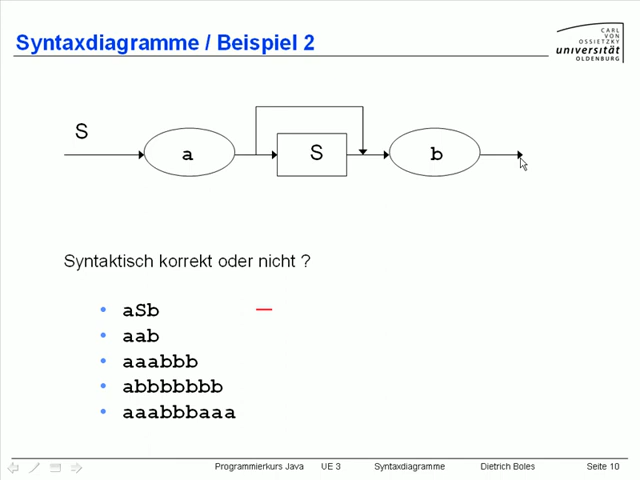 Syntaxdiagramme / Beispiel 2
CARL
VON
OSSIETZKY
universität
OLDENBURG
S
a
S
b
Syntaktisch korrekt oder nicht ?
• aSb
• aab
• aaabbb
• abbbbbbb
• aaabbbaaa
Programmierkurs Java UE 3 Syntaxdiagramme Dietrich Boles Seite 10